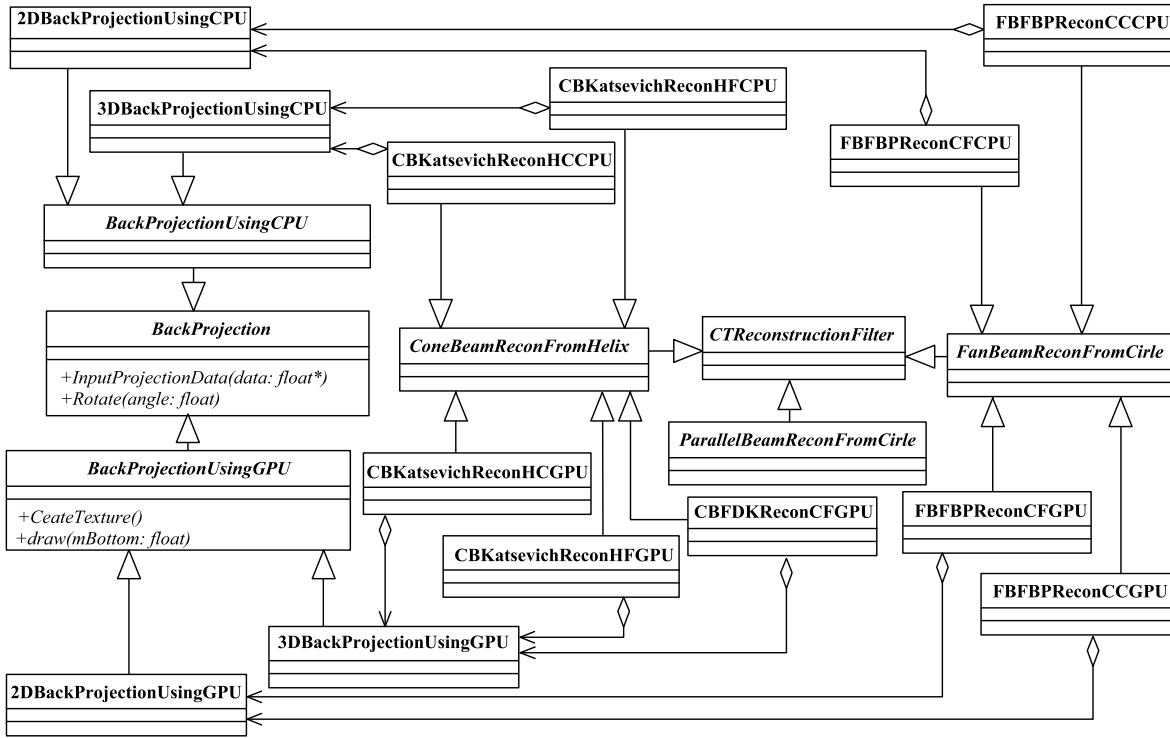 2DBackProjectionUsingCPU
FBFBPReconCCCPU
3DBackProjectionUsingCPU
CBKatsevichReconHFCPU
FBFBPReconCFCPU
CBKatsevichReconHCCPU
BackProjectionUsingCPU
BackProjection
+InputProjectionData(data: float*)
+Rotate(angle: float)
ConeBeamReconFromHelix
CTReconstructionFilter
FanBeamReconFromCirle
ParallelBeamReconFromCirle
BackProjectionUsingGPU
+CeateTexture()
+draw(mBottom: float)
CBKatsevichReconHCGPU
CBFDKReconCFGPU
FBFBPReconCFGPU
CBKatsevichReconHFGPU
FBFBPReconCCGPU
3DBackProjectionUsingGPU
2DBackProjectionUsingGPU